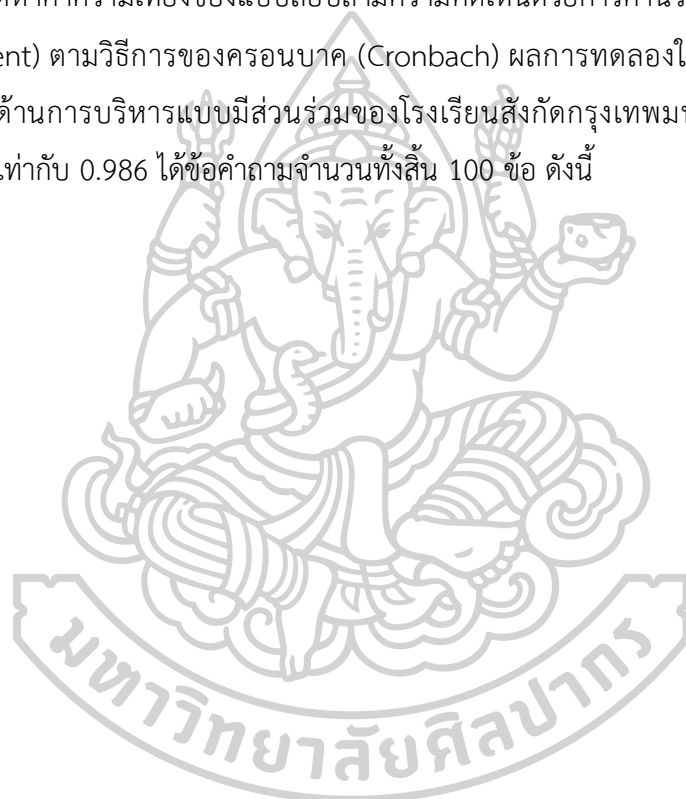 ent) ตามวิธีการของครอนบาค (Cronbach) ผลการทดลองใ
ด้านการบริหารแบบมีส่วนร่วมของโรงเรียนสังกัดกรุงเทพม
เท่ากับ 0.986 ได้ข้อคำถามจำนวนทั้งสิ้น 100 ข้อ ดังนี้
มหาวิทยาลัยศิลปากร